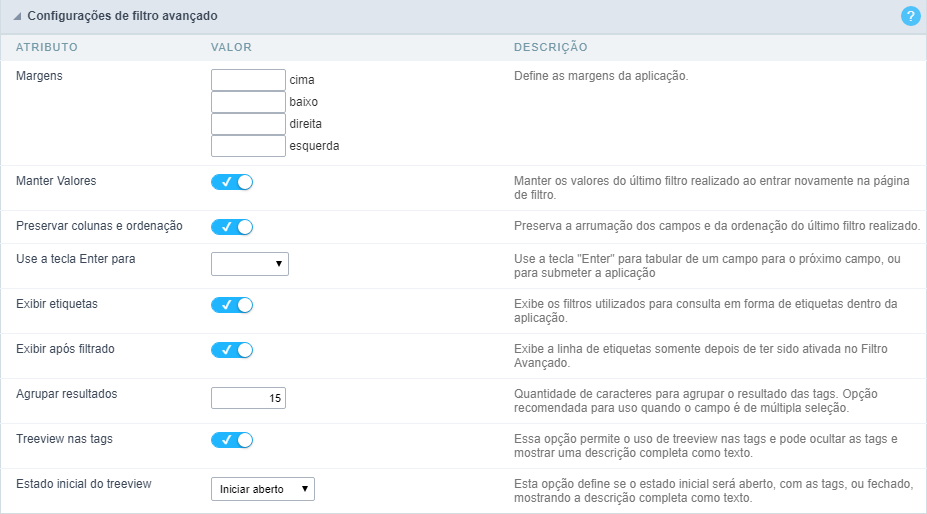 Configurações de filtro avançado
?
ATRIBUTO VALOR DESCRIÇÃO
Margens cima Define as margens da aplicação.
baixo
direita
esquerda
Manter Valores Manter os valores do último filtro realizado ao entrar novamente na página
de filtro.
Preservar colunas e ordenação Preserva a arrumação dos campos e da ordenação do último filtro realizado.
Use a tecla Enter para Use a tecla "Enter" para tabular de um campo para o próximo campo, ou
para submeter a aplicação
Exibir etiquetas Exibe os filtros utilizados para consulta em forma de etiquetas dentro da
aplicação.
Exibir após filtrado Exibe a linha de etiquetas somente depois de ter sido ativada no Filtro
Avançado.
Agrupar resultados 15 Quantidade de caracteres para agrupar o resultado das tags. Opção
recomendada para uso quando o campo é de múltipla seleção.
Treeview nas tags Essa opção permite o uso de treeview nas tags e pode ocultar as tags e
mostrar uma descrição completa como texto.
Estado inicial do treeview Iniciar aberto Esta opção define se o estado inicial será aberto, com as tags, ou fechado,
mostrando a descrição completa como texto.